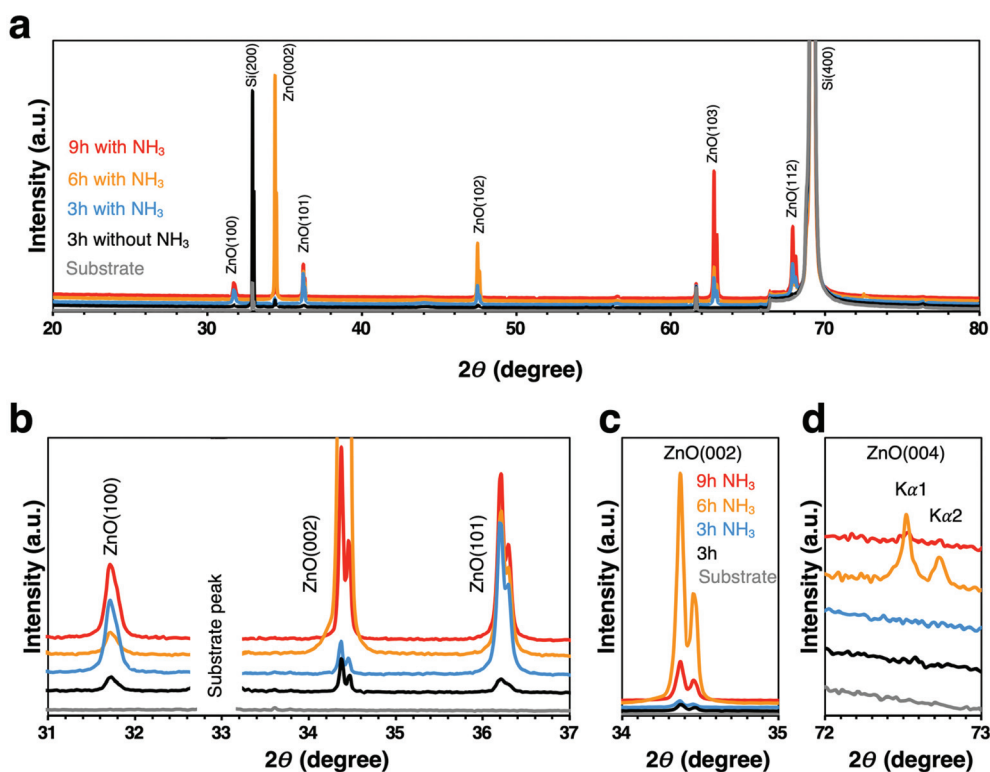 a
Intensity (a.u.)
9h with NH₃
6h with NH₃
3h with NH₃
3h without NH₃
Substrate
ZnO(100)
Si(200)
ZnO(002)
ZnO(101)
ZnO(102)
ZnO(103)
ZnO(112)
Si(400)
20 30 40 50 60 70 80
2θ (degree)
b
Intensity (a.u.)
ZnO(100)
Substrate peak
ZnO(002)
ZnO(101)
31 32 33 34 35 36 37
2θ (degree)
c
Intensity (a.u.)
ZnO(002)
9h NH₃
6h NH₃
3h NH₃
3h
Substrate
34 35
2θ (degree)
d
Intensity (a.u.)
ZnO(004)
Kα1
Kα2
72 73
2θ (degree)